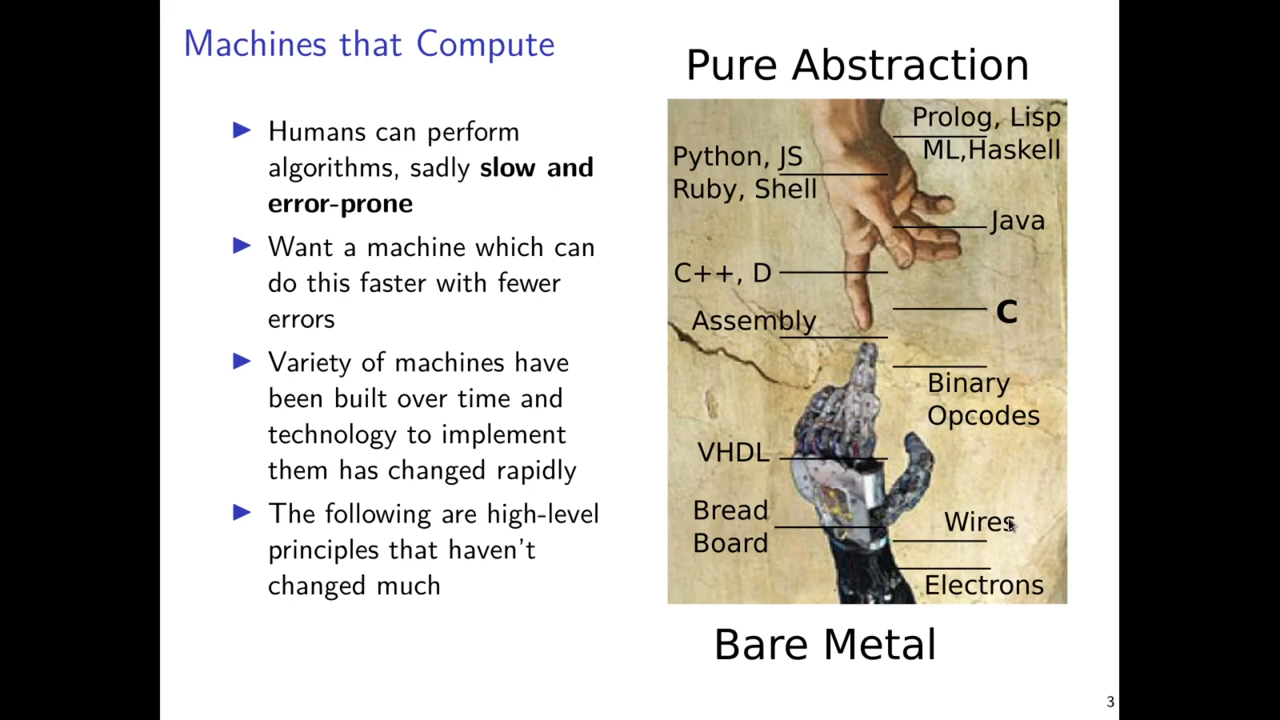 Machines that Compute
▶ Humans can perform
algorithms, sadly slow and
error-prone
▶ Want a machine which can
do this faster with fewer
errors
▶ Variety of machines have
been built over time and
technology to implement
them has changed rapidly
▶ The following are high-level
principles that haven't
changed much
Pure Abstraction
Prolog, Lisp
ML,Haskell
Python, JS
Ruby, Shell
Java
C++, D
C
Assembly
Binary
Opcodes
VHDL
Bread
Board
Wires
Electrons
Bare Metal
3